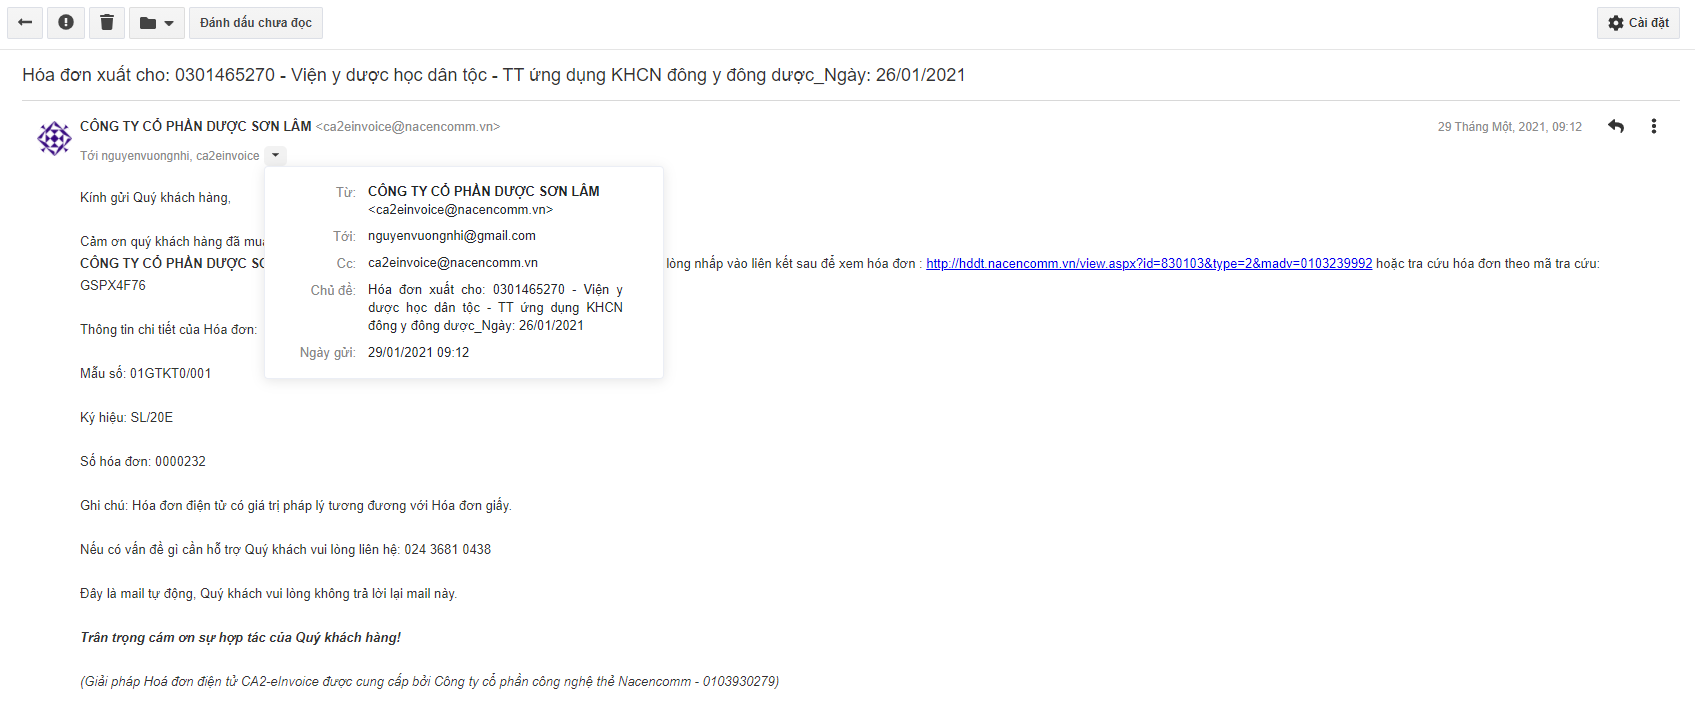 Đánh dấu chưa đọc
Cài đặt
Hóa đơn xuất cho: 0301465270 - Viện y dược học dân tộc - TT ứng dụng KHCN đông y đông dược_Ngày: 26/01/2021
CÔNG TY CỔ PHẦN DƯỢC SƠN LÂM <ca2einvoice@nacencomm.vn>
29 Tháng Một, 2021, 09:12
Tới nguyenvuongnhi, ca2einvoice
Từ: CÔNG TY CỔ PHẦN DƯỢC SƠN LÂM
<ca2einvoice@nacencomm.vn>
Tới: nguyenvuongnhi@gmail.com
Cc: ca2einvoice@nacencomm.vn
Chủ đề: Hóa đơn xuất cho: 0301465270 - Viện y
dược học dân tộc - TT ứng dụng KHCN
đông y đông dược_Ngày: 26/01/2021
Ngày gửi: 29/01/2021 09:12
Kính gửi Quý khách hàng,
Cảm ơn quý khách hàng đã
CÔNG TY CỔ PHẦN DƯỢC lòng nhấp vào liên kết sau để xem hóa đơn : http://hddt.nacencomm.vn/view.aspx?id=830103&type=2&madv=0103239992 hoặc tra cứu hóa đơn theo mã tra cứu:
GSPX4F76
Thông tin chi tiết của Hóa đơn:
Mẫu số: 01GTKT0/001
Ký hiệu: SL/20E
Số hóa đơn: 0000232
Ghi chú: Hóa đơn điện tử có giá trị pháp lý tương đương với Hóa đơn giấy.
Nếu có vấn đề gì cần hỗ trợ Quý khách vui lòng liên hệ: 024 3681 0438
Đây là mail tự động, Quý khách vui lòng không trả lời lại mail này.
Trân trọng cám ơn sự hợp tác của Quý khách hàng!
(Giải pháp Hoá đơn điện tử CA2-eInvoice được cung cấp bởi Công ty cổ phần công nghệ thẻ Nacencomm - 0103930279)